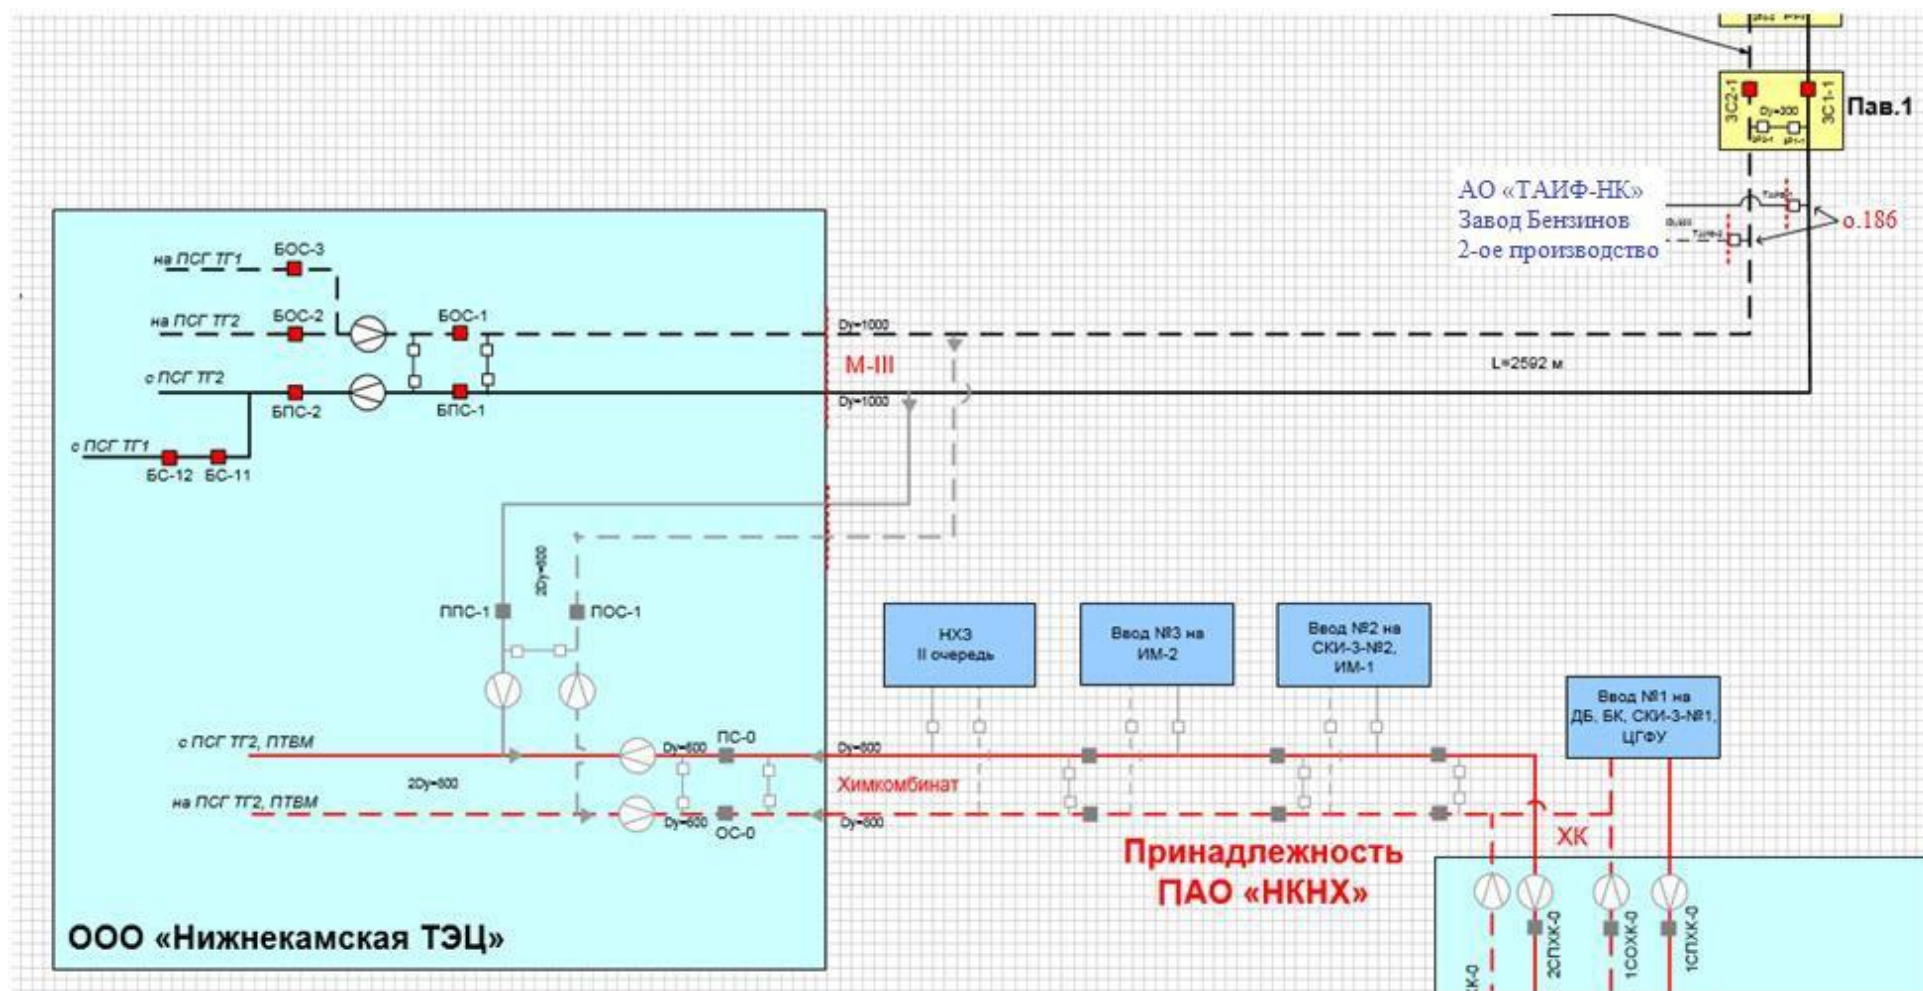 ЗС2-1
Dy=300
ЗС1-1
Пав.1
АО «ТАИФ-НК»
Завод Бензинов
2-ое производство
о.186
на ПСГ ТГ1
БОС-3
на ПСГ ТГ2
БОС-2
БОС-1
Dy=1000
М-III
L=2592 м
с ПСГ ТГ2
БПС-2
БПС-1
Dy=1000
с ПСГ ТГ1
БС-12
БС-11
2Dy=600
ППС-1
ПОС-1
НХЗ
II очередь
Ввод №3 на
ИМ-2
Ввод №2 на
СКИ-3-№2,
ИМ-1
Ввод №1 на
ДБ, БК, СКИ-3-№1,
ЦГФУ
с ПСГ ТГ2, ПТВМ
Dy=600
ПС-0
Dy=600
2Dy=600
Химкомбинат
на ПСГ ТГ2, ПТВМ
Dy=600
ОС-0
Dy=600
ХК
Принадлежность
ПАО «НКНХ»
2СПХК-0
1СОХК-0
1СПХК-0
ООО «Нижнекамская ТЭЦ»